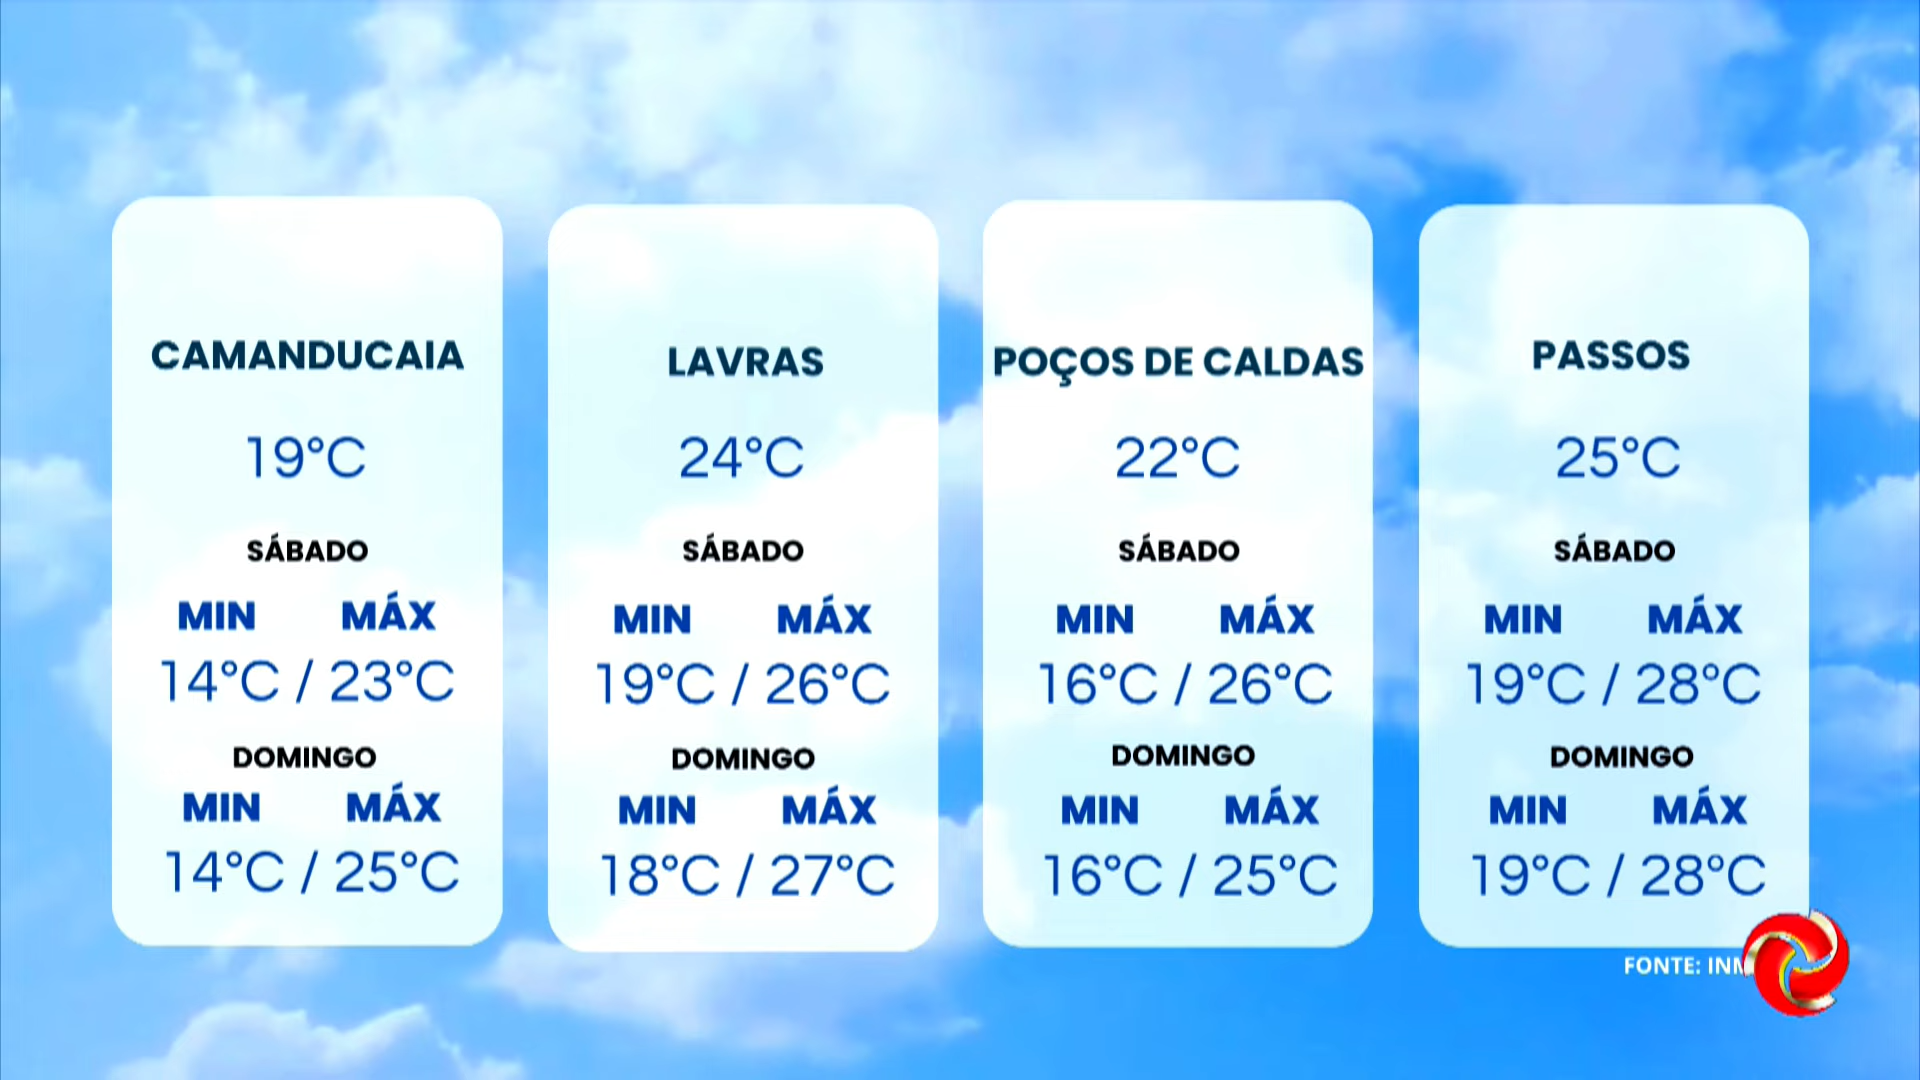 CAMANDUCAIA
19°C
SÁBADO
MIN MÁX
14°C / 23°C
DOMINGO
MIN MÁX
14°C / 25°C
LAVRAS
24°C
SÁBADO
MIN MÁX
19°C / 26°C
DOMINGO
MIN MÁX
18°C / 27°C
POÇOS DE CALDAS
22°C
SÁBADO
MIN MÁX
16°C / 26°C
DOMINGO
MIN MÁX
16°C / 25°C
PASSOS
25°C
SÁBADO
MIN MÁX
19°C / 28°C
DOMINGO
MIN MÁX
19°C / 28°C
FONTE: